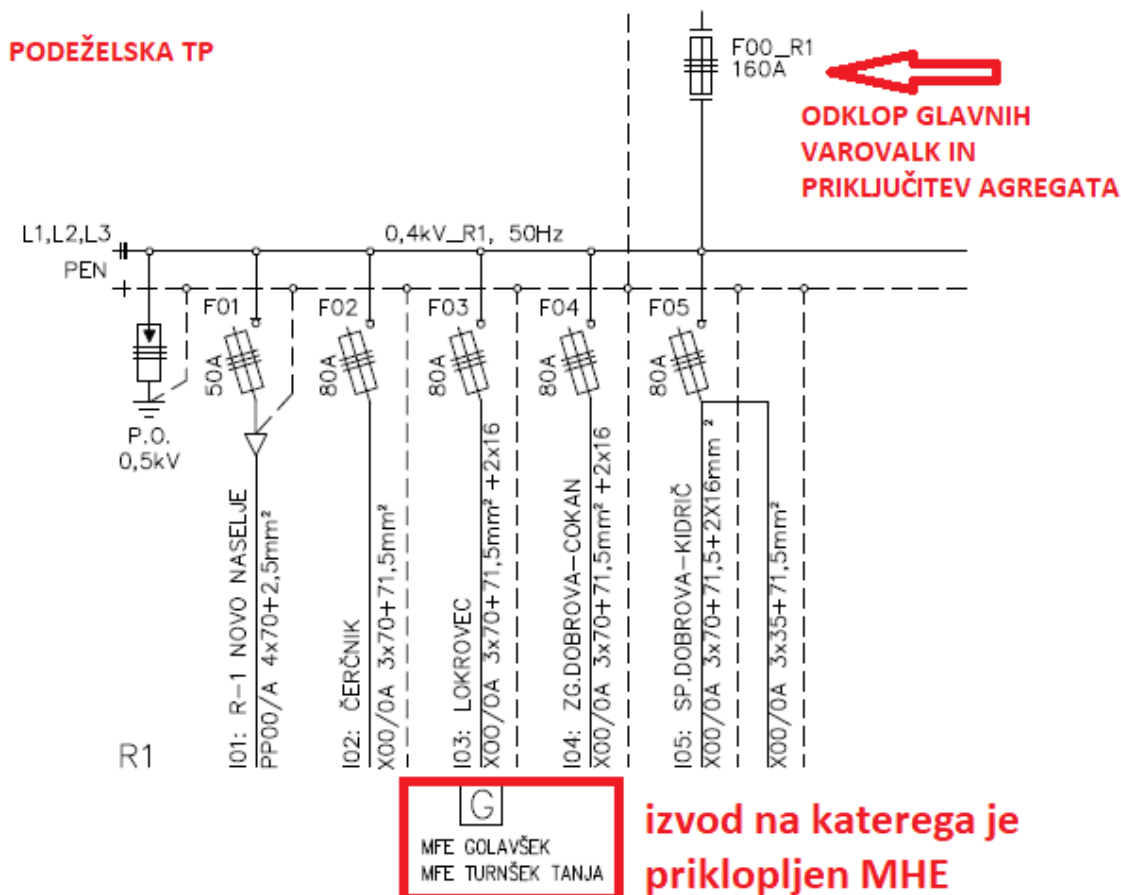 PODEŽELSKA TP
F00_R1
160A
ODKLOP GLAVNIH
VAROVALK IN
PRIKLJUČITEV AGREGATA
L1,L2,L3
0,4kV_R1, 50Hz
PEN
F01
F02
F03
F04
F05
50A
80A
80A
80A
80A
P.O.
0,5kV
I01: R-1 NOVO NASELJE
PP00/A 4x70+2,5mm²
I02: ČERČNIK
X00/0A 3x70+71,5mm²
I03: LOKROVEC
X00/0A 3x70+71,5mm² +2x16
I04: ZG.DOBROVA-COKAN
X00/0A 3x70+71,5mm² +2x16
I05: SP.DOBROVA-KIDRIČ
X00/0A 3x70+71,5+2X16mm²
X00/0A 3x35+71,5mm²
R1
G
MFE GOLAVŠEK
MFE TURNŠEK TANJA
izvod na katerega je
priklopljen MHE